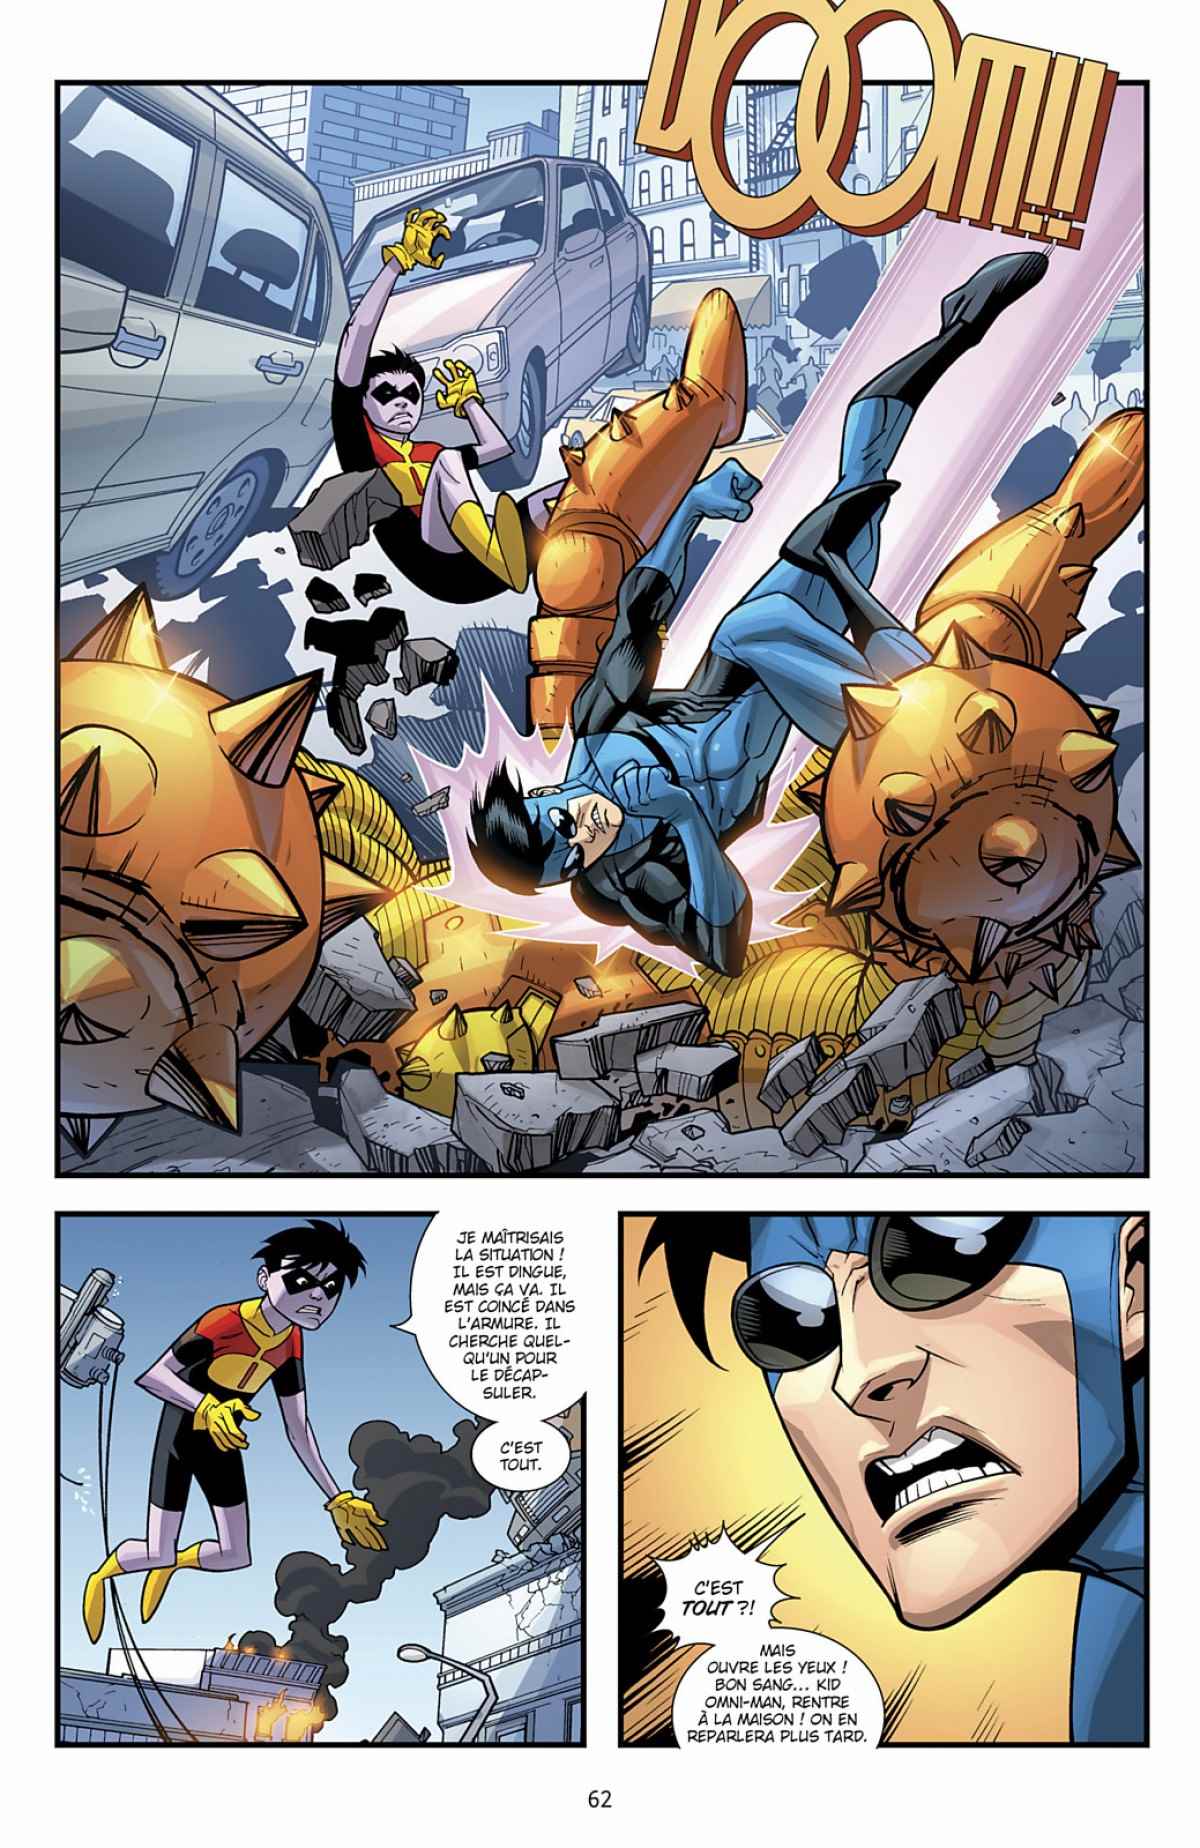 VOOM!!!
JE MAÎTRISAIS
LA SITUATION !
IL EST DINGUE,
MAIS ÇA VA. IL
EST COINCÉ DANS
L'ARMURE. IL
CHERCHE QUEL-
QU'UN POUR
LE DÉCAP-
SULER.
C'EST
TOUT.
C'EST
TOUT ?!
MAIS
OUVRE LES YEUX !
BON SANG... KID
OMNI-MAN, RENTRE
À LA MAISON ! ON EN
REPARLERA PLUS TARD.
62